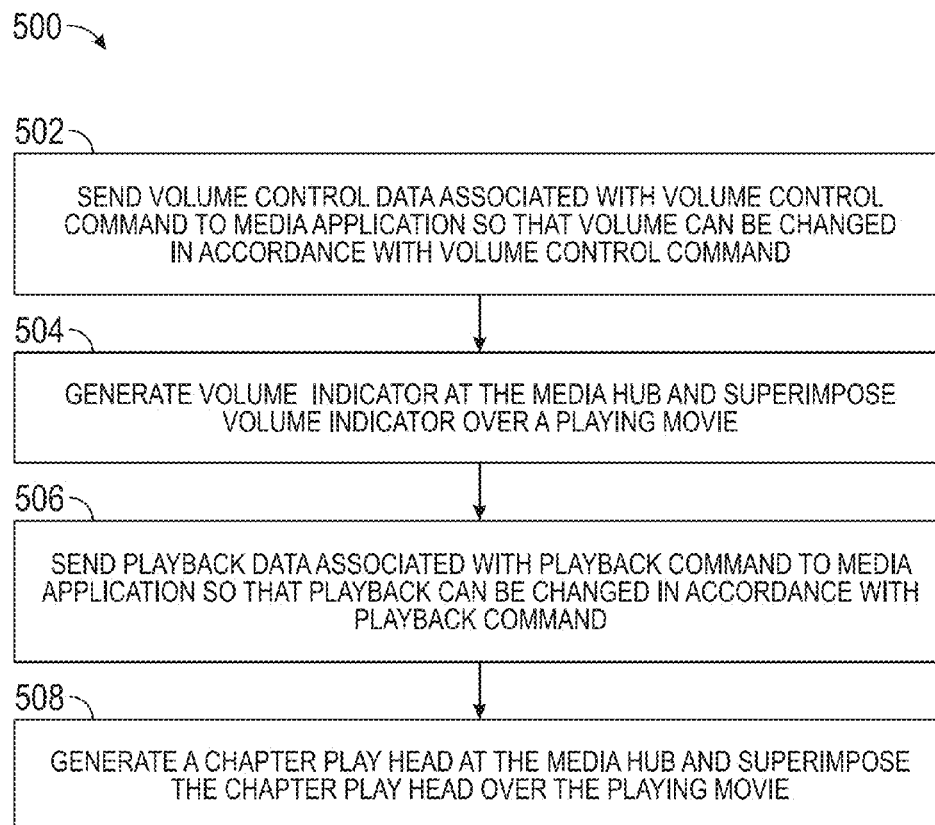 500
502
SEND VOLUME CONTROL DATA ASSOCIATED WITH VOLUME CONTROL
COMMAND TO MEDIA APPLICATION SO THAT VOLUME CAN BE CHANGED
IN ACCORDANCE WITH VOLUME CONTROL COMMAND
504
GENERATE VOLUME INDICATOR AT THE MEDIA HUB AND SUPERIMPOSE
VOLUME INDICATOR OVER A PLAYING MOVIE
506
SEND PLAYBACK DATA ASSOCIATED WITH PLAYBACK COMMAND TO MEDIA
APPLICATION SO THAT PLAYBACK CAN BE CHANGED IN ACCORDANCE WITH
PLAYBACK COMMAND
508
GENERATE A CHAPTER PLAY HEAD AT THE MEDIA HUB AND SUPERIMPOSE
THE CHAPTER PLAY HEAD OVER THE PLAYING MOVIE